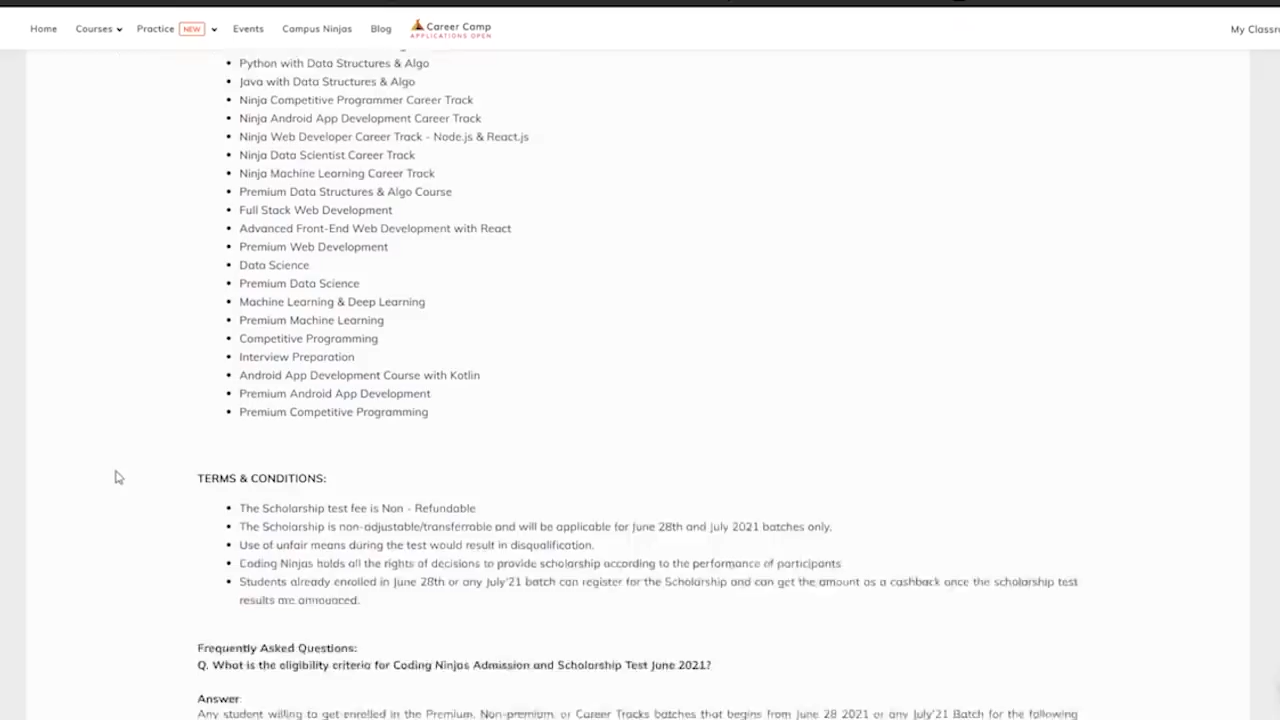 Home Courses Practice NEW Events Campus Ninjas Blog Career Camp My Classro
APPLICATIONS OPEN
• Python with Data Structures & Algo
• Java with Data Structures & Algo
• Ninja Competitive Programmer Career Track
• Ninja Android App Development Career Track
• Ninja Web Developer Career Track - Node.js & React.js
• Ninja Data Scientist Career Track
• Ninja Machine Learning Career Track
• Premium Data Structures & Algo Course
• Full Stack Web Development
• Advanced Front-End Web Development with React
• Premium Web Development
• Data Science
• Premium Data Science
• Machine Learning & Deep Learning
• Premium Machine Learning
• Competitive Programming
• Interview Preparation
• Android App Development Course with Kotlin
• Premium Android App Development
• Premium Competitive Programming
TERMS & CONDITIONS:
• The Scholarship test fee is Non - Refundable
• The Scholarship is non-adjustable/transferrable and will be applicable for June 28th and July 2021 batches only.
• Use of unfair means during the test would result in disqualification.
• Coding Ninjas holds all the rights of decisions to provide scholarship according to the performance of participants
• Students already enrolled in June 28th or any July'21 batch can register for the Scholarship and can get the amount as a cashback once the scholarship test
results are announced.
Frequently Asked Questions:
Q. What is the eligibility criteria for Coding Ninjas Admission and Scholarship Test June 2021?
Answer:
Any student willing to get enrolled in the Premium, Non-premium, or Career Tracks batches that begins from June 28 2021 or any July'21 Batch for the following